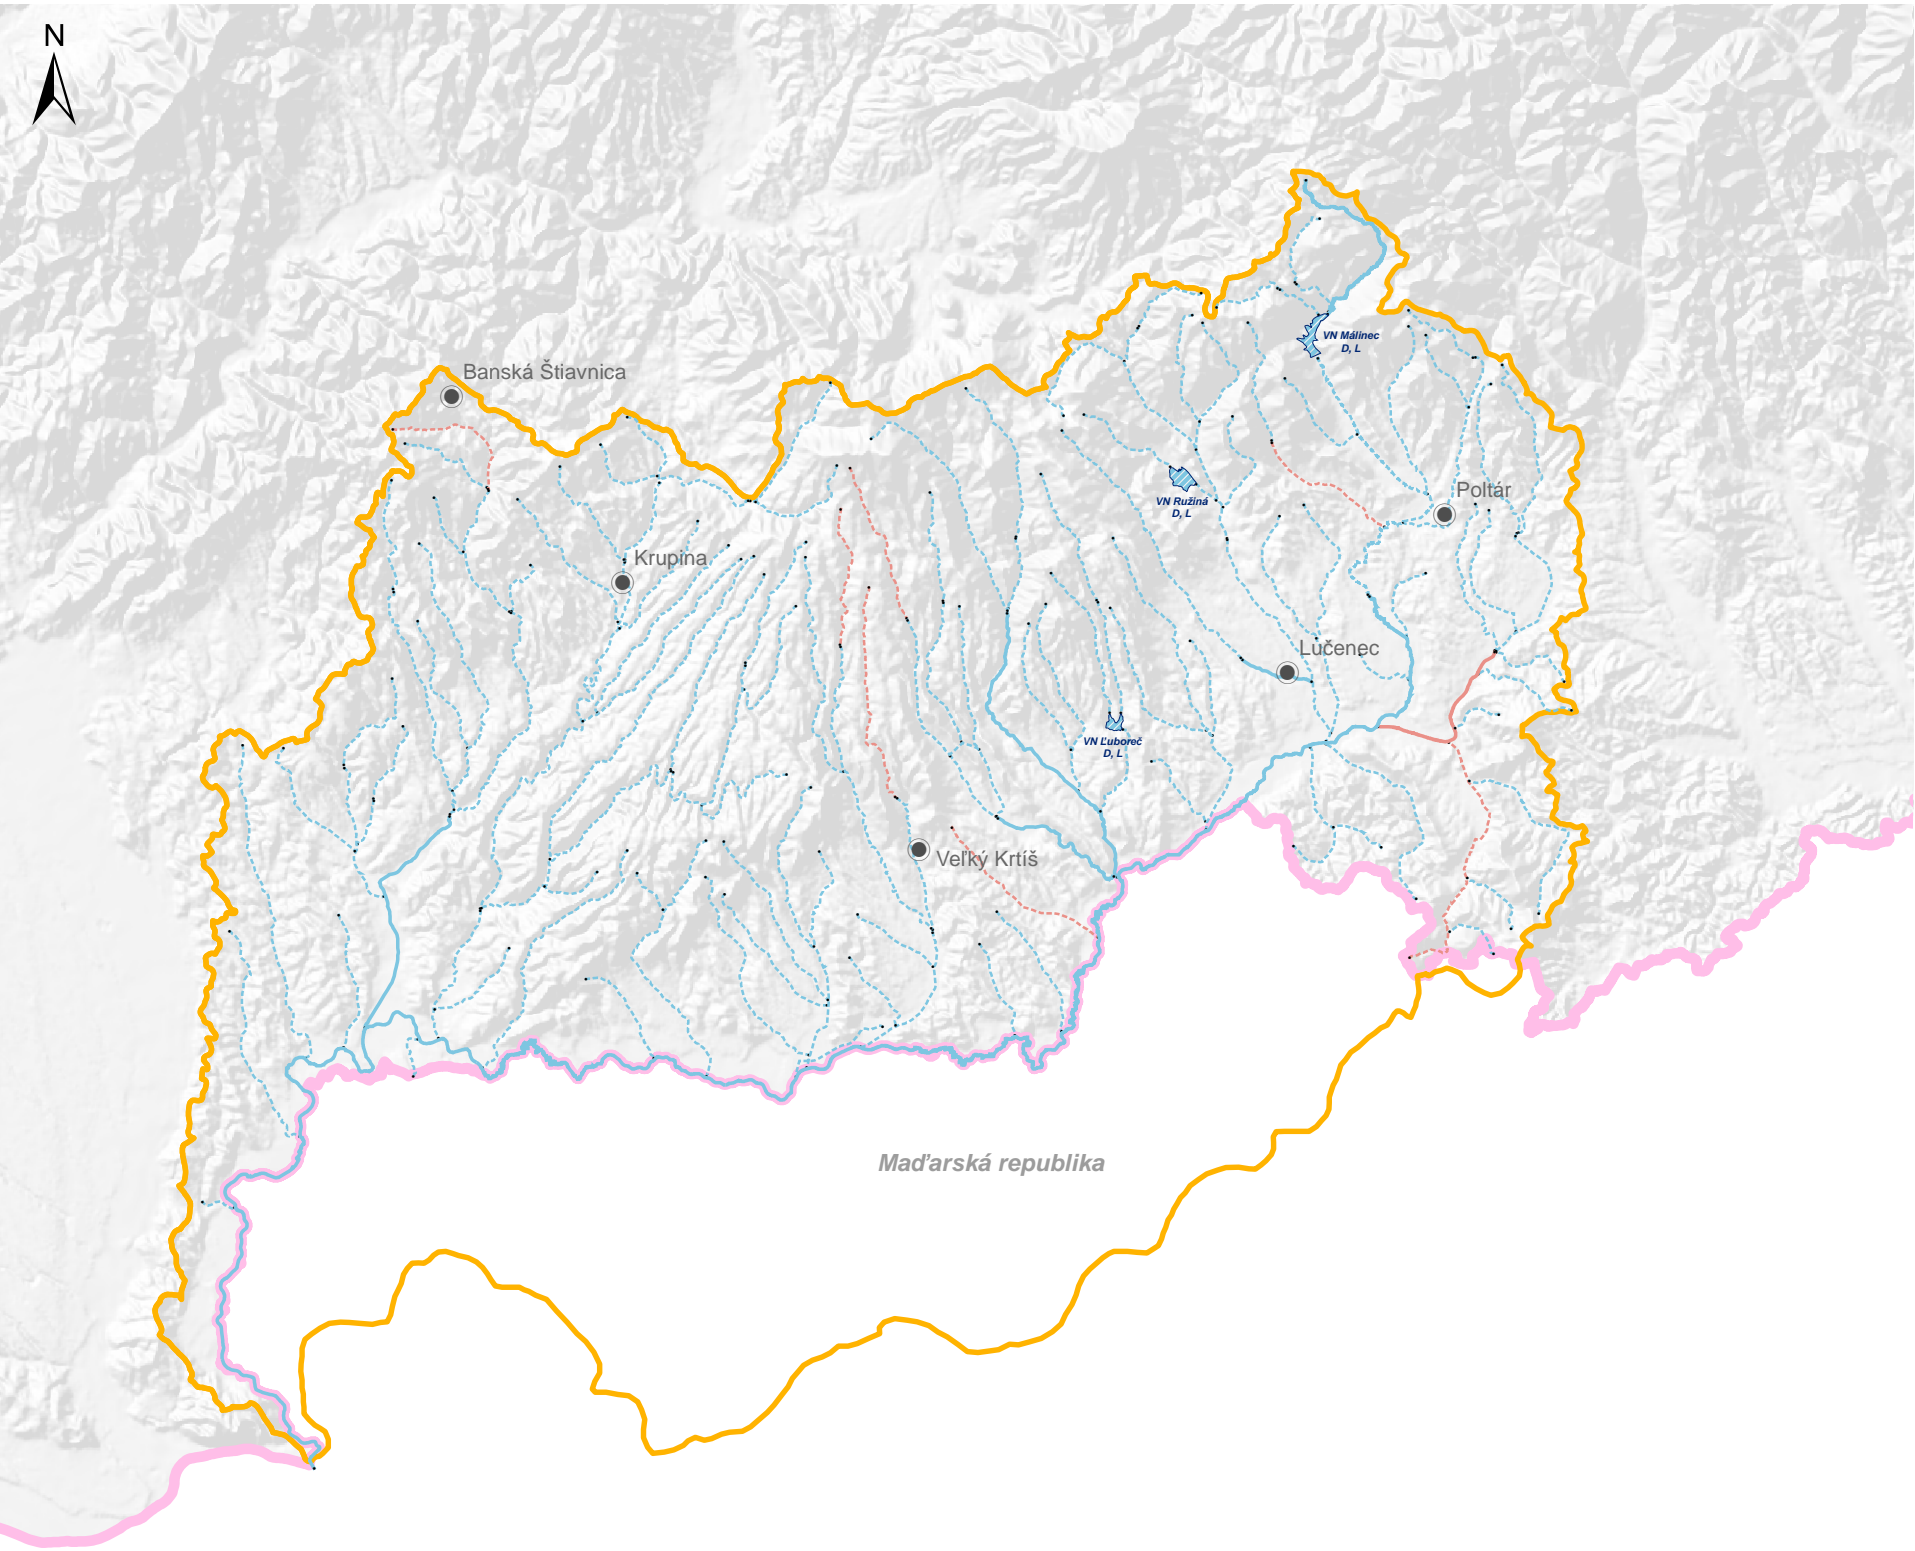 N
VN Málinec
D, L
Banská Štiavnica
VN Ružiná
D, L
Poltár
Krupina
Lučenec
VN Ľuboreč
D, L
Veľký Krtíš
Maďarská republika